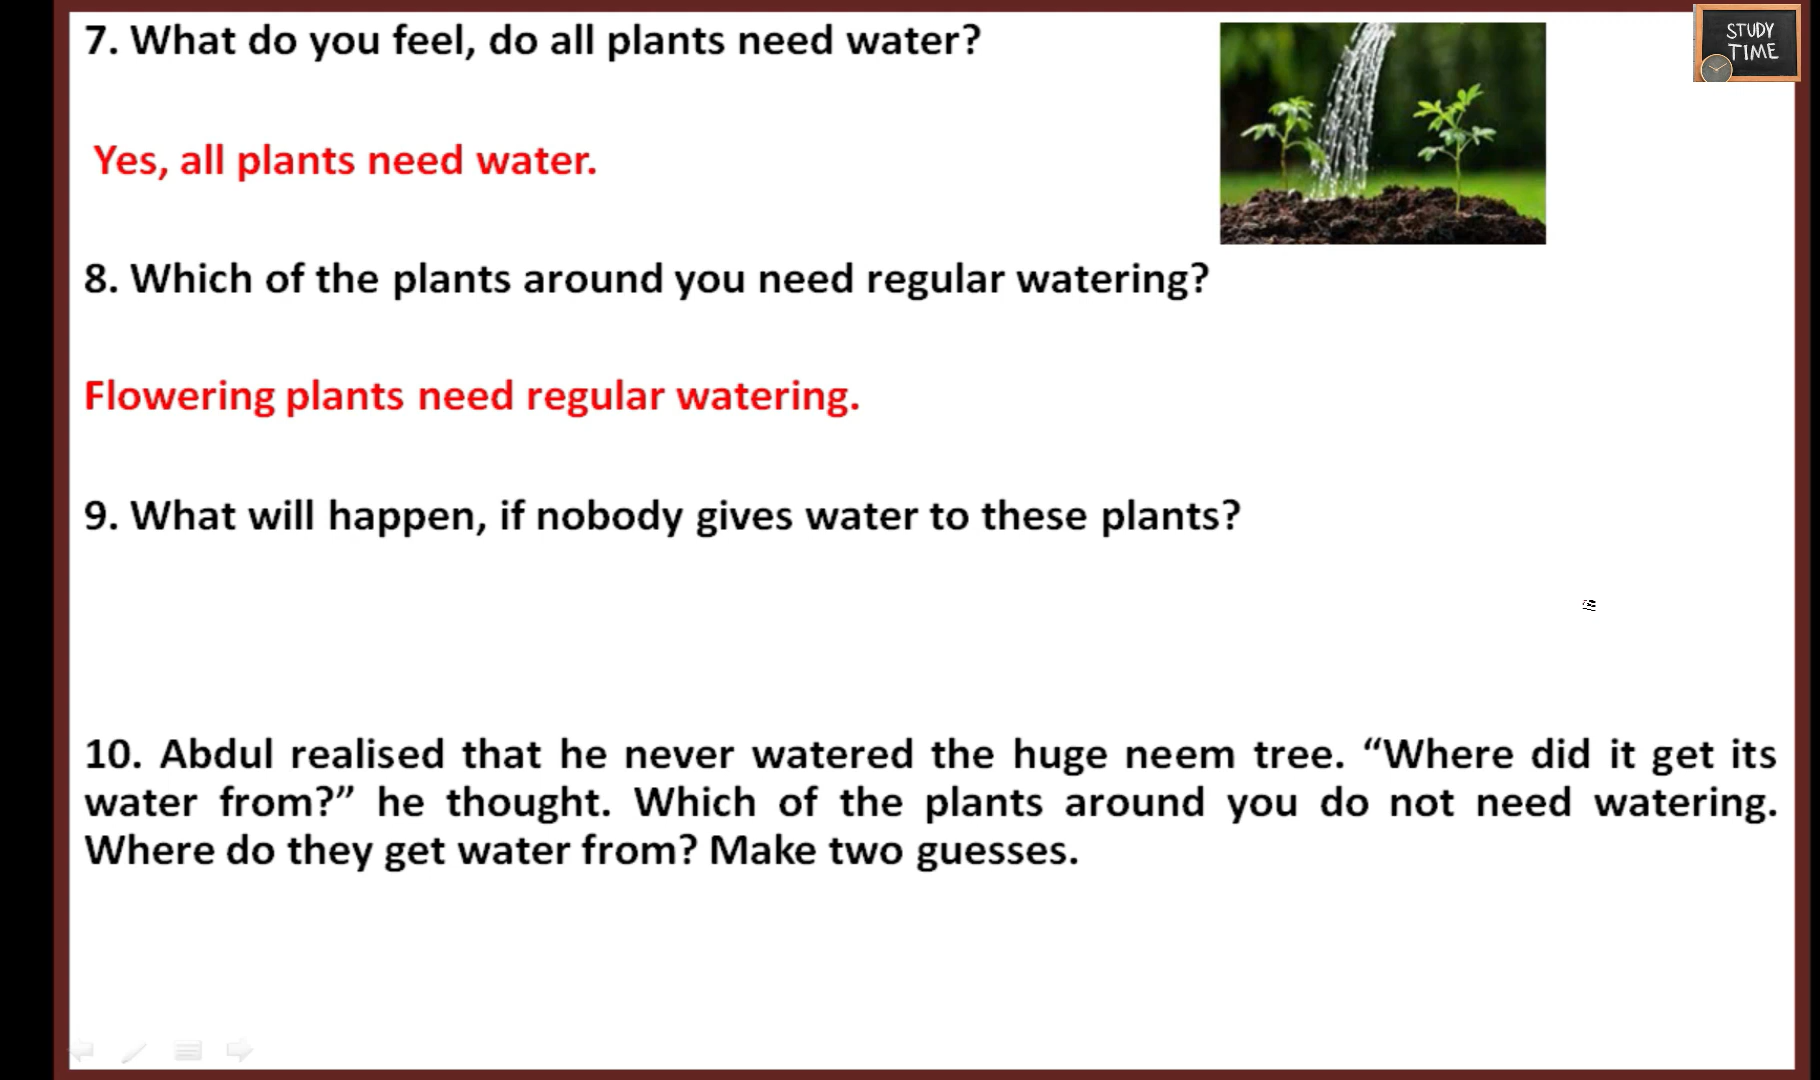 7. What do you feel, do all plants need water?
STUDY
TIME
Yes, all plants need water.
8. Which of the plants around you need regular watering?
Flowering plants need regular watering.
9. What will happen, if nobody gives water to these plants?
10. Abdul realised that he never watered the huge neem tree. “Where did it get its
water from?” he thought. Which of the plants around you do not need watering.
Where do they get water from? Make two guesses.